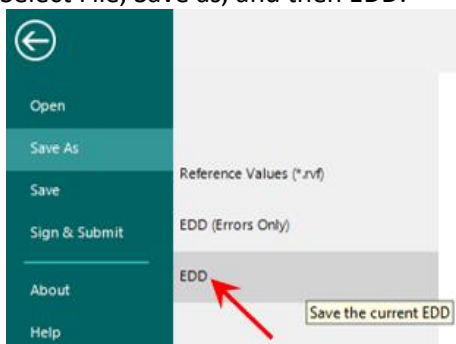 Select File, Save as, and then EDD.
Open
Save As
Save
Sign & Submit
About
Help
Reference Values (*.rvf)
EDD (Errors Only)
EDD
Save the current EDD